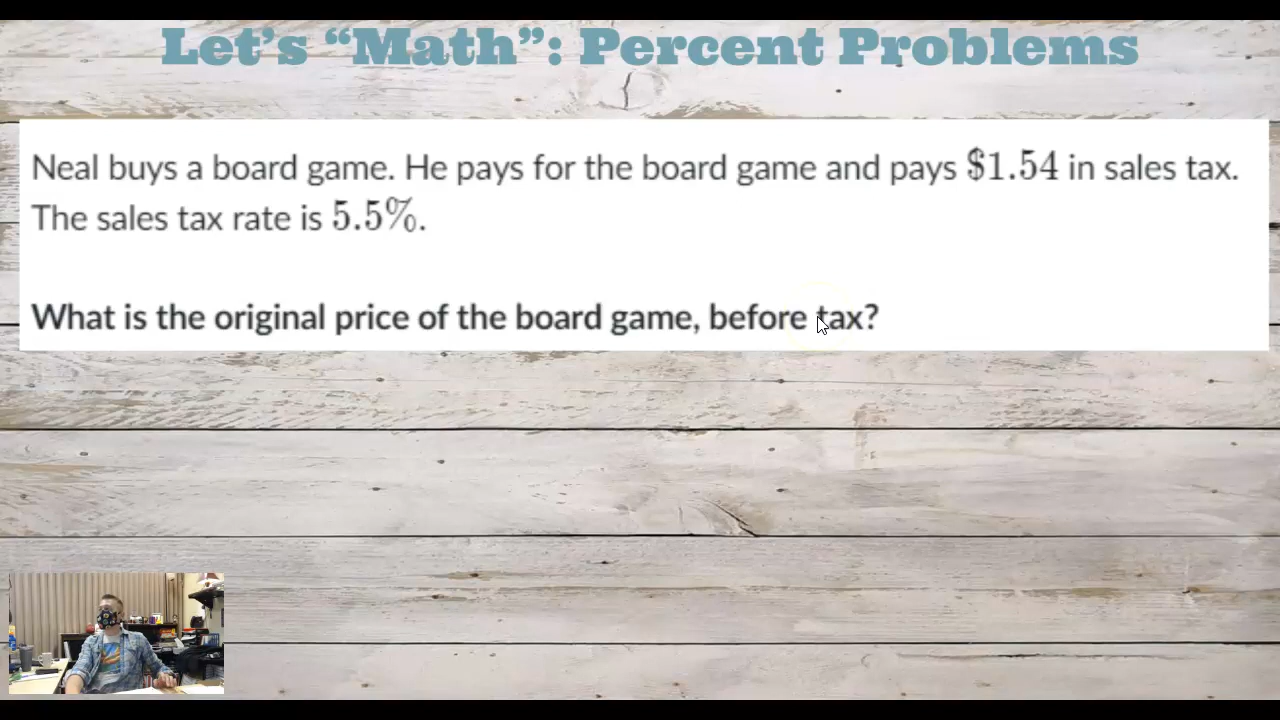 Let's “Math”: Percent Problems
Neal buys a board game. He pays for the board game and pays $1.54 in sales tax.
The sales tax rate is 5.5%.
What is the original price of the board game, before tax?